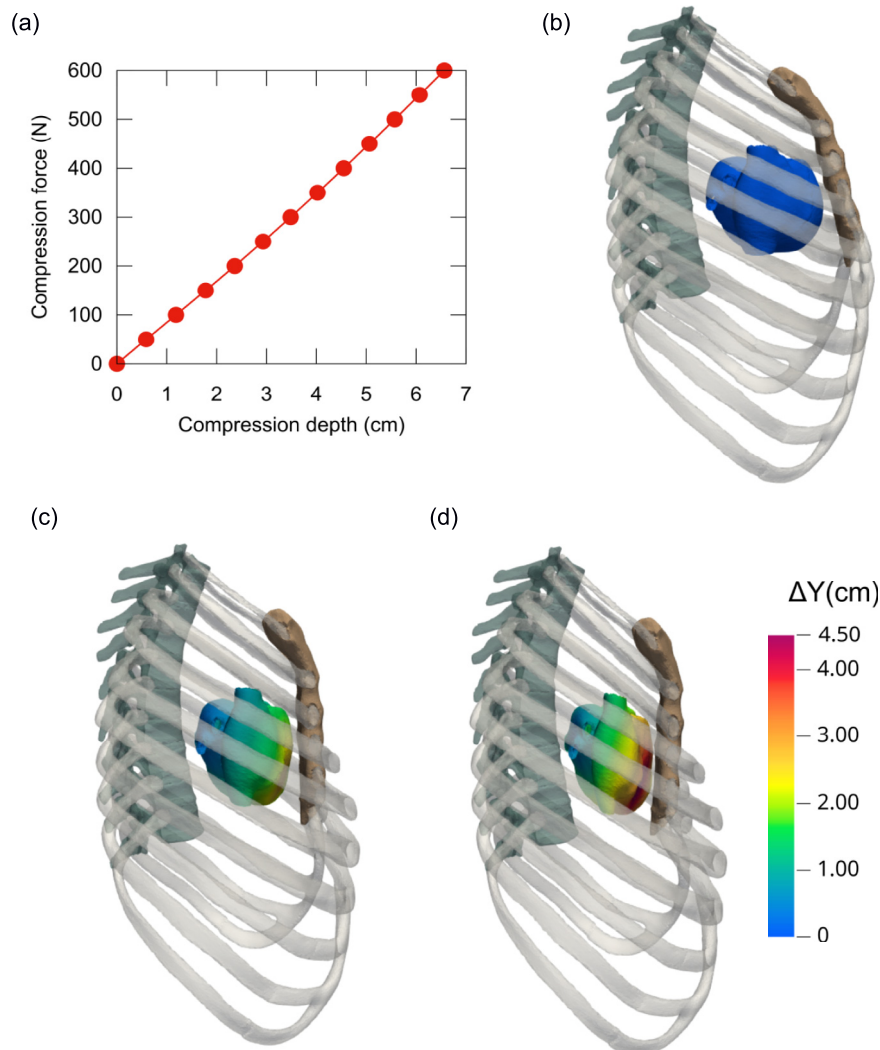 (a)
(b)
600
500
400
300
200
100
0
Compression force (N)
0 1 2 3 4 5 6 7
Compression depth (cm)
(c)
(d)
ΔY(cm)
4.50
4.00
3.00
2.00
1.00
0